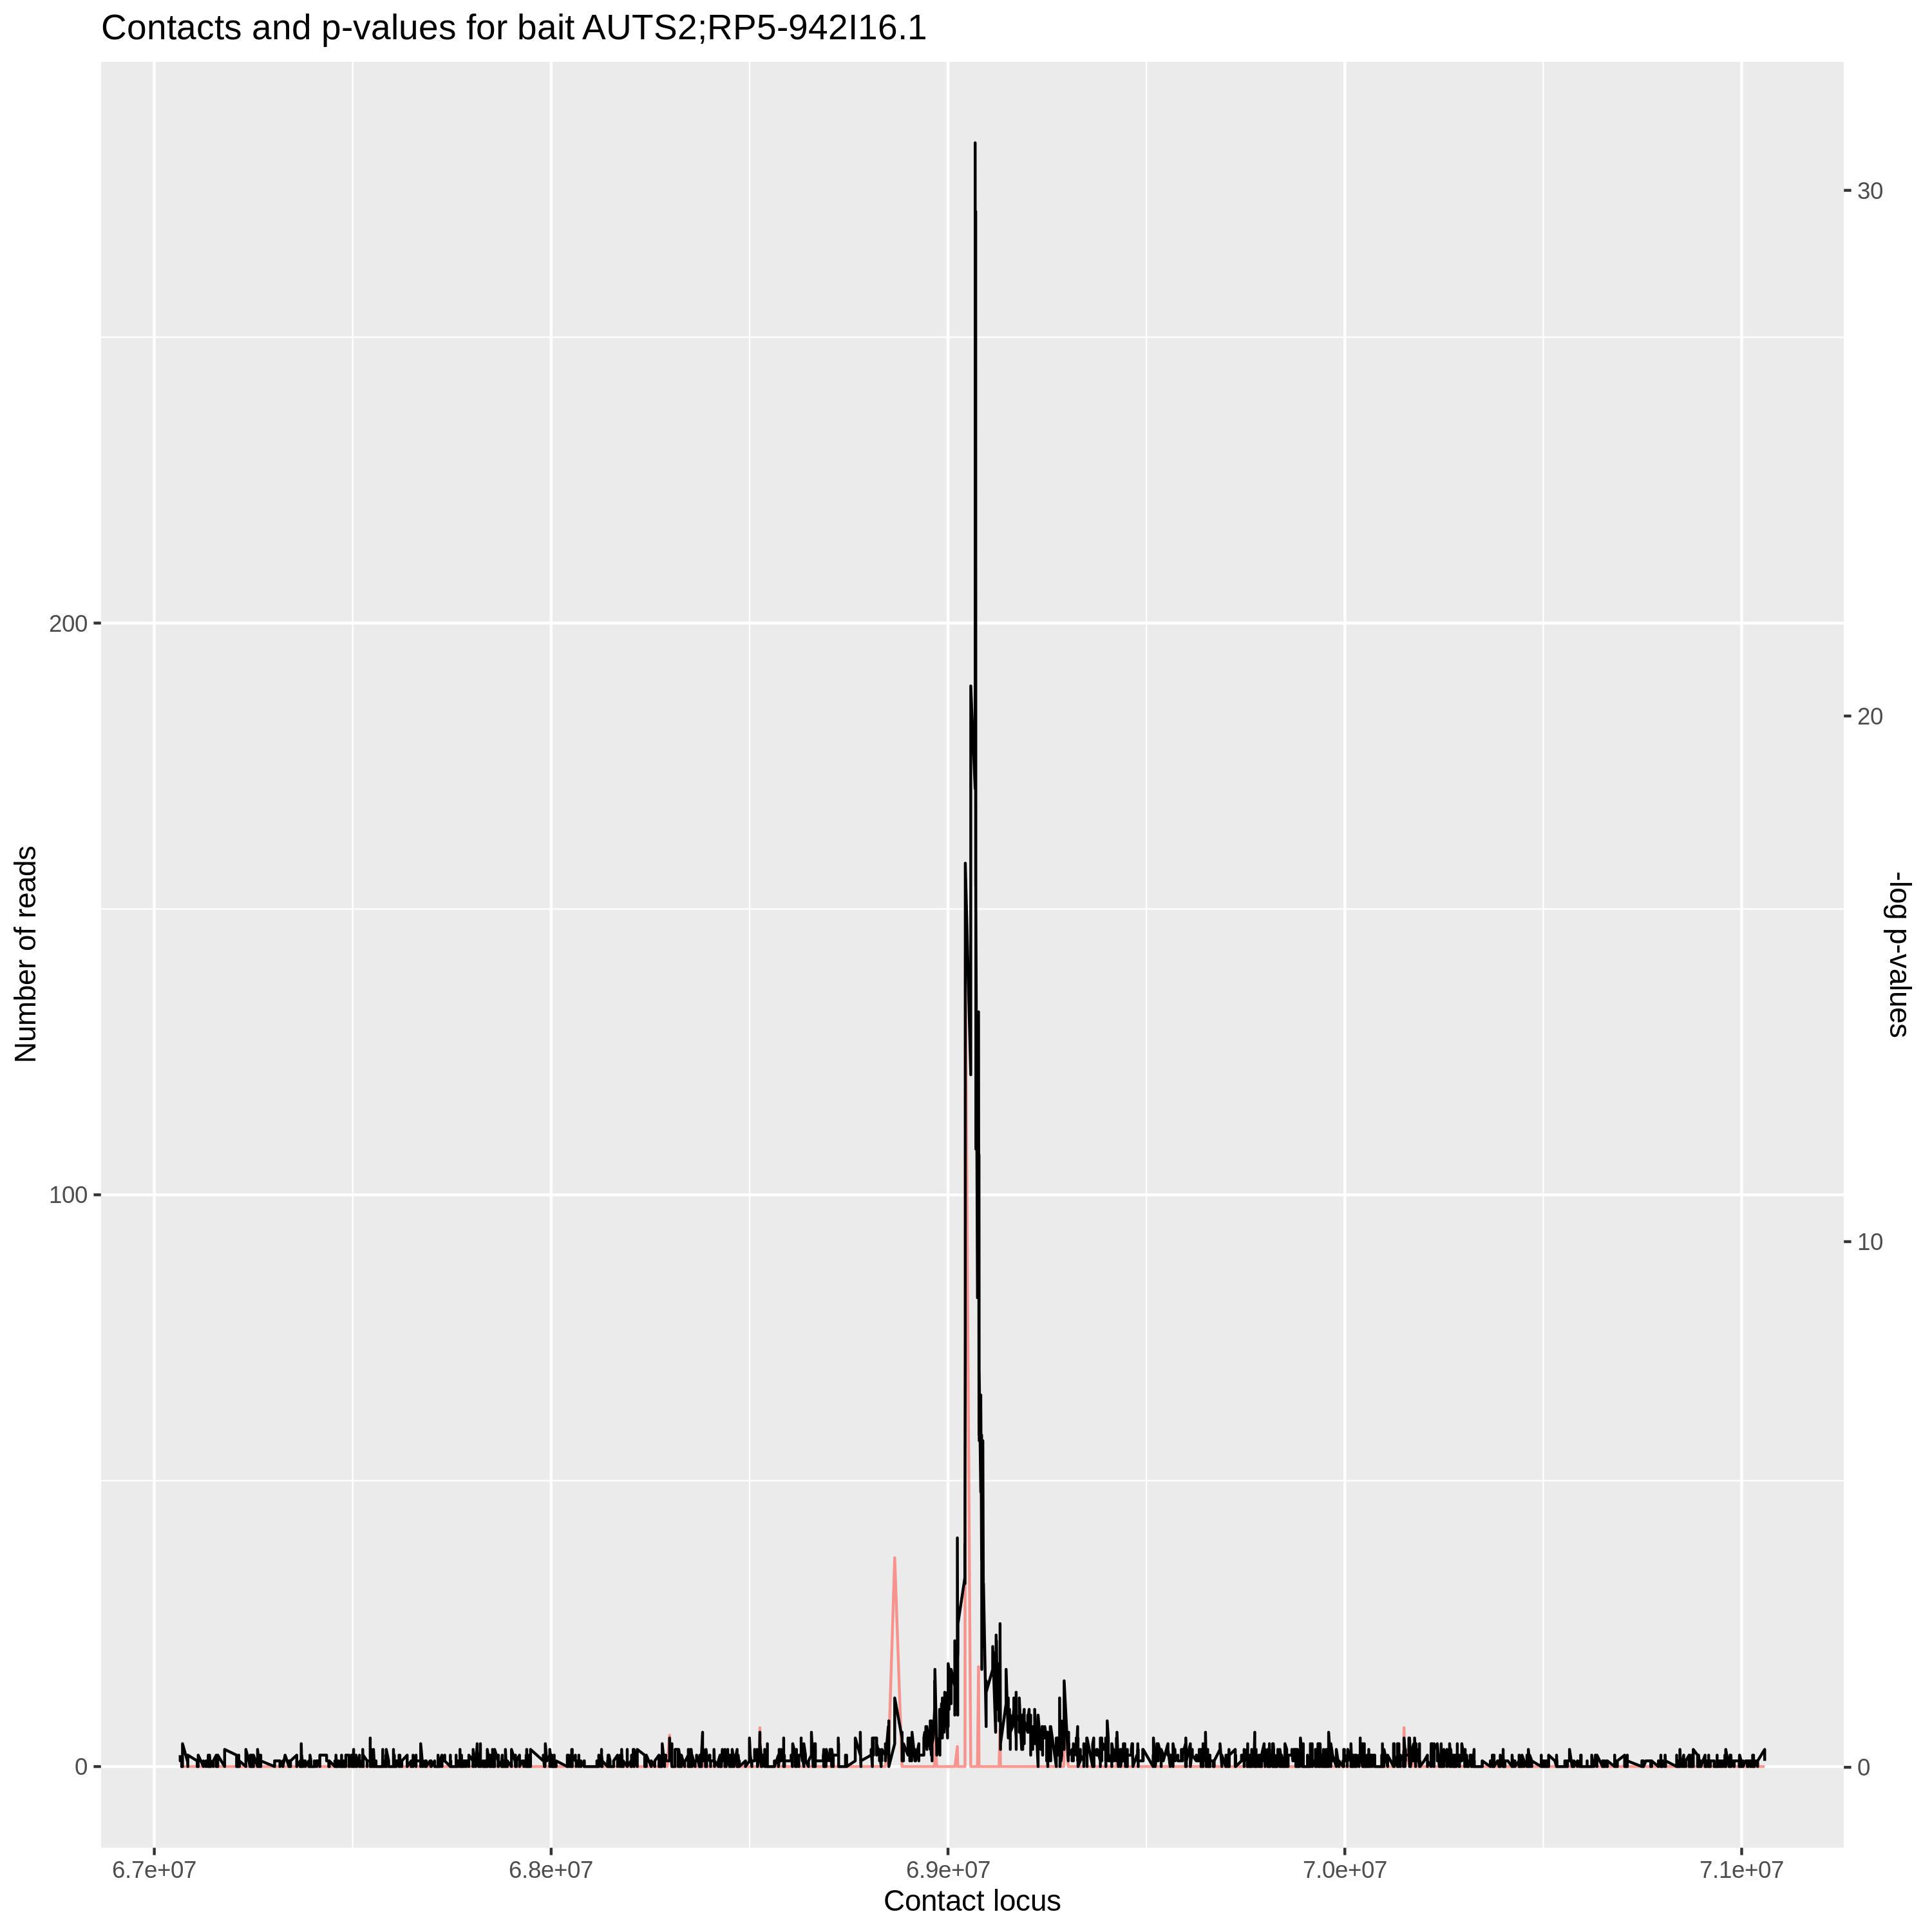 Contacts and p-values for bait AUTS2;RP5-942I16.1
Number of reads
200
100
0
30
20
10
0
-log p-values
6.7e+07
6.8e+07
6.9e+07
7.0e+07
7.1e+07
Contact locus